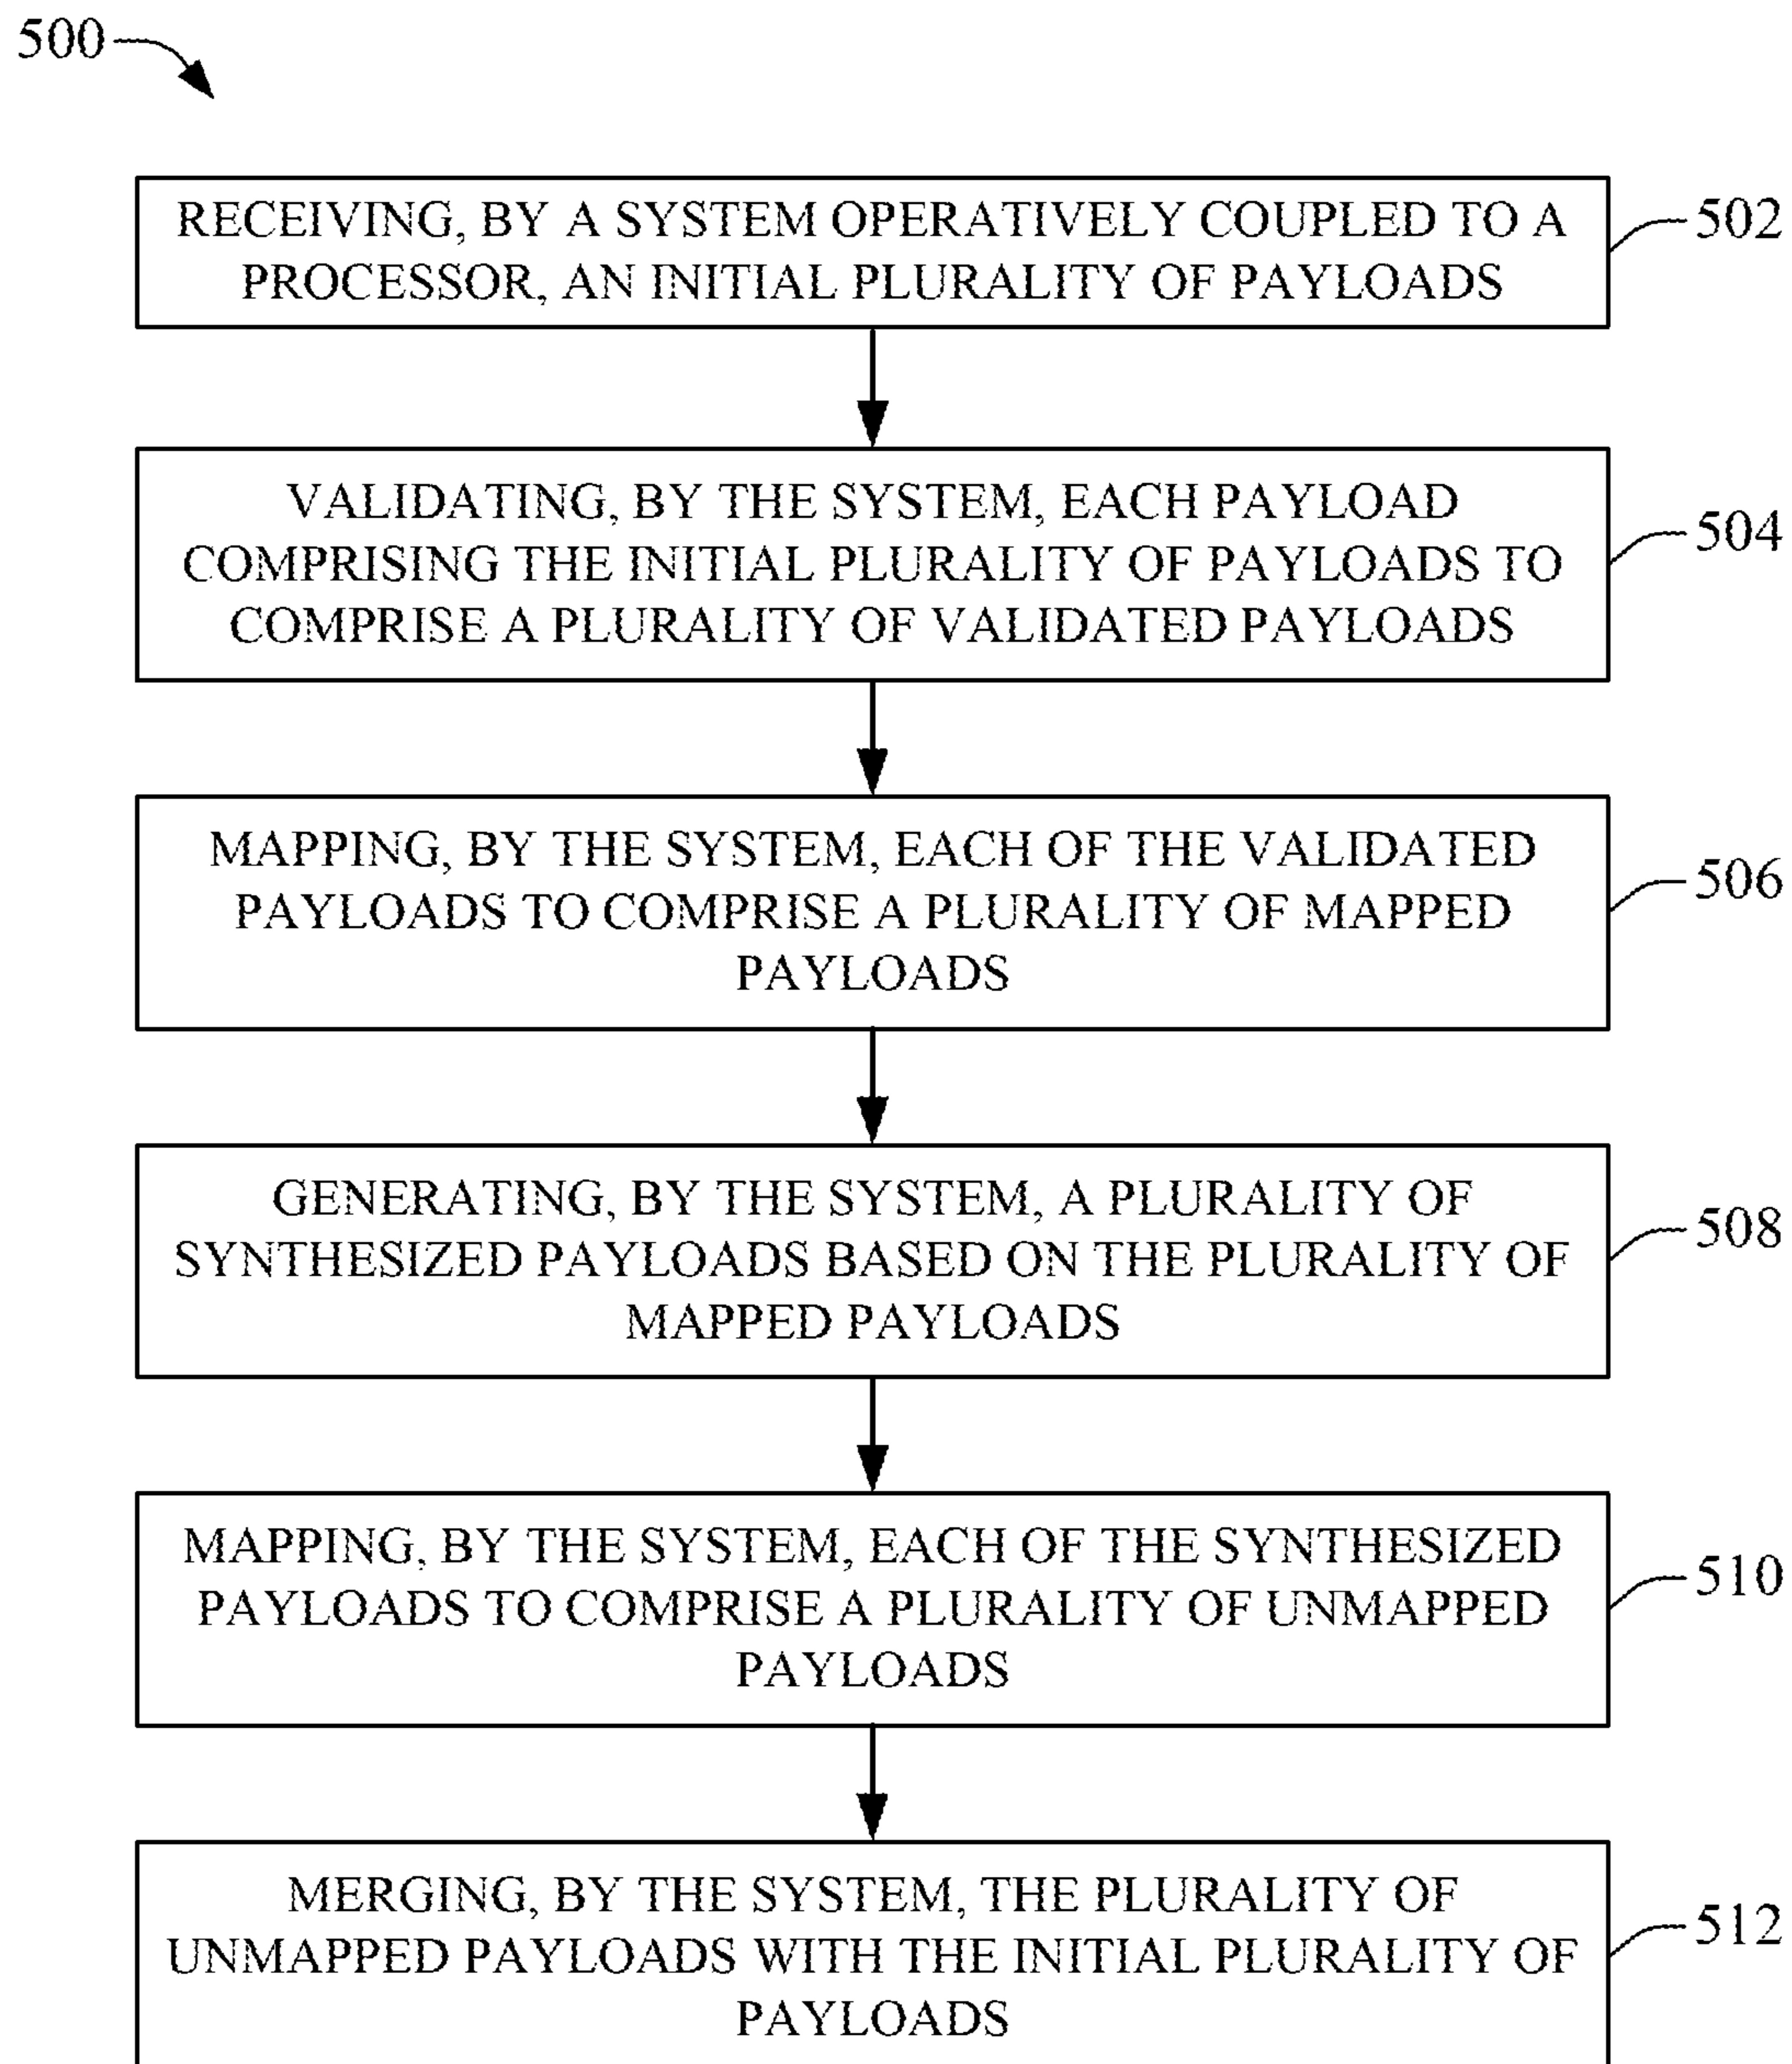 500
RECEIVING, BY A SYSTEM OPERATIVELY COUPLED TO A
PROCESSOR, AN INITIAL PLURALITY OF PAYLOADS
502
VALIDATING, BY THE SYSTEM, EACH PAYLOAD
COMPRISING THE INITIAL PLURALITY OF PAYLOADS TO
COMPRISE A PLURALITY OF VALIDATED PAYLOADS
504
MAPPING, BY THE SYSTEM, EACH OF THE VALIDATED
PAYLOADS TO COMPRISE A PLURALITY OF MAPPED
PAYLOADS
506
GENERATING, BY THE SYSTEM, A PLURALITY OF
SYNTHESIZED PAYLOADS BASED ON THE PLURALITY OF
MAPPED PAYLOADS
508
MAPPING, BY THE SYSTEM, EACH OF THE SYNTHESIZED
PAYLOADS TO COMPRISE A PLURALITY OF UNMAPPED
PAYLOADS
510
MERGING, BY THE SYSTEM, THE PLURALITY OF
UNMAPPED PAYLOADS WITH THE INITIAL PLURALITY OF
PAYLOADS
512